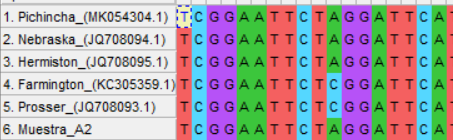 1. Pichincha_(MK054304.1) T C G G A A T T C T A G G A T T C A
2. Nebraska_(JQ708094.1) T C G G A A T T C T A G G A T T C A
3. Hermiston_(JQ708095.1) T C G G A A T T C T A G G A T T C A
4. Farmington_(KC305359.1) T C G G A A T T C T C G G A T T C A
5. Prosser_(JQ708093.1) T C G G A A T T C T C G G A T T C A
6. Muestra_A2 T C G G A A T T C T A G G A T T C A